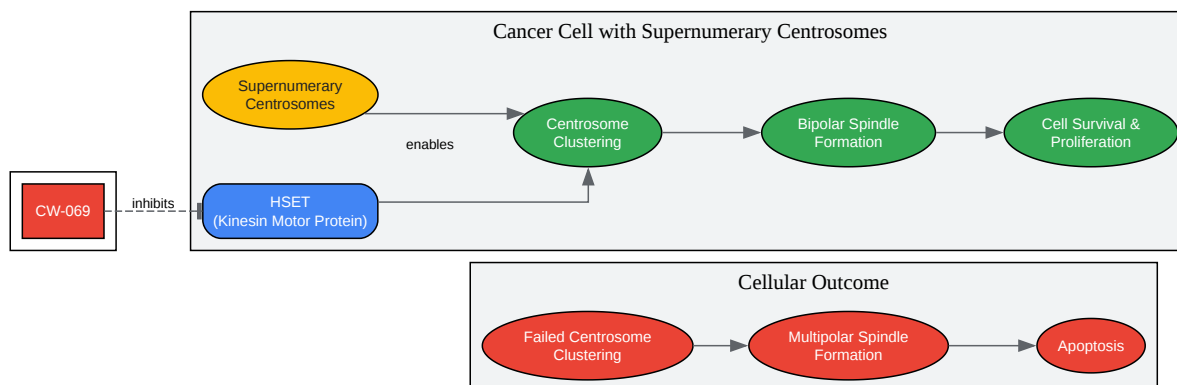 Cancer Cell with Supernumerary Centrosomes
Supernumerary
Centrosomes
enables
Centrosome
Clustering
Bipolar Spindle
Formation
Cell Survival &
Proliferation
CW-069
inhibits
HSET
(Kinesin Motor Protein)
Cellular Outcome
Failed Centrosome
Clustering
Multipolar Spindle
Formation
Apoptosis